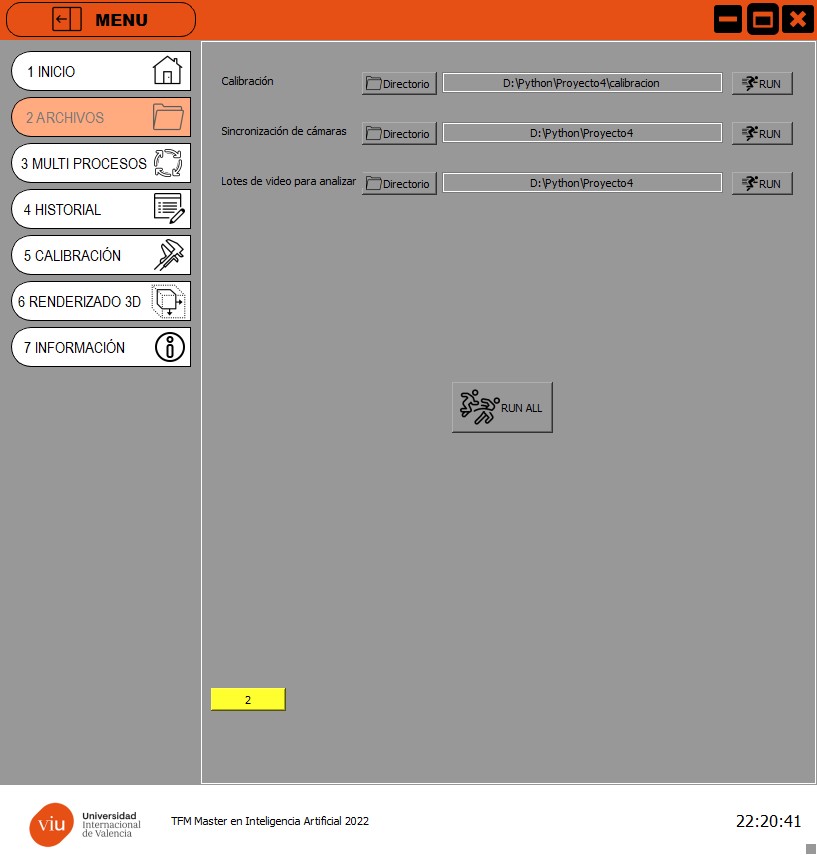 MENU
1 INICIO
2 ARCHIVOS
3 MULTI PROCESOS
4 HISTORIAL
5 CALIBRACIÓN
6 RENDERIZADO 3D
7 INFORMACIÓN
Calibración Directorio D:\Python\Proyecto4\calibracion RUN
Sincronización de cámaras Directorio D:\Python\Proyecto4 RUN
Lotes de video para analizar Directorio D:\Python\Proyecto4 RUN
RUN ALL
2
viu
Universidad
Internacional
de Valencia
TFM Master en Inteligencia Artificial 2022
22:20:41